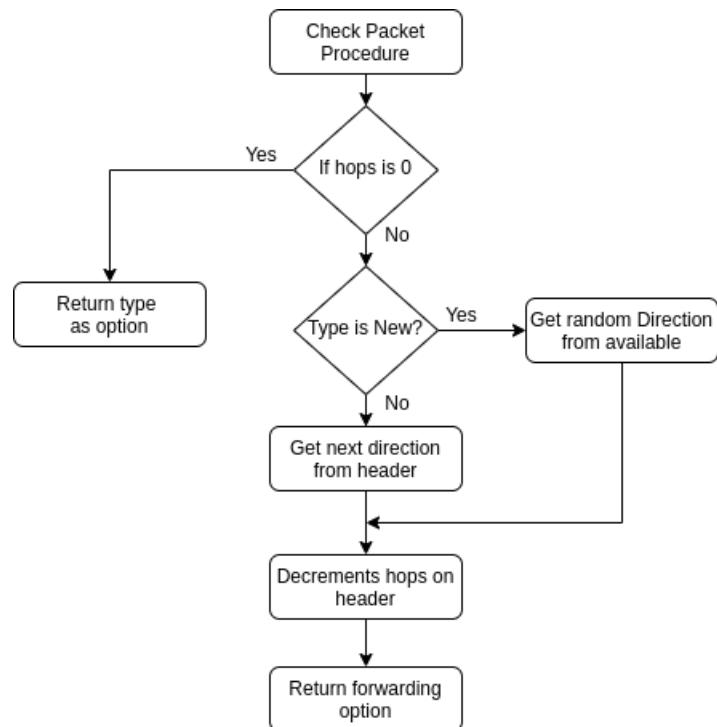 Check Packet
Procedure
Yes
If hops is 0
No
Return type
as option
Type is New?
Yes
Get random Direction
from available
No
Get next direction
from header
Decrements hops on
header
Return forwarding
option